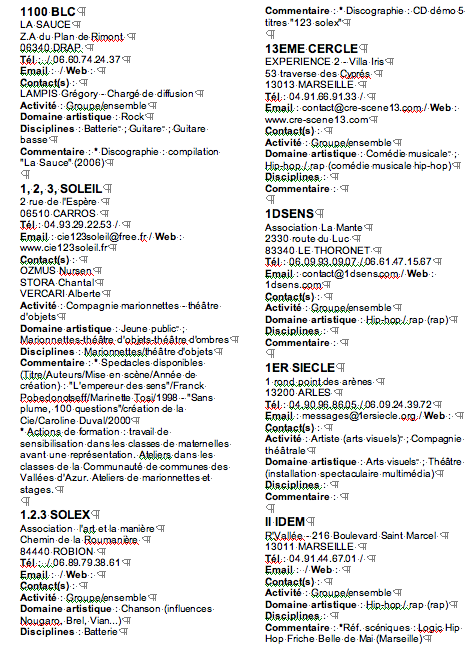 1100 BLC
LA SAUCE
Z.A du Plan de Rimont
06340 DRAP
Tél : / 06.60.74.24.37
Email : / Web :
Contact(s) :
LAMPIS Grégory - Chargé de diffusion
Activité : Groupe/ensemble
Domaine artistique : Rock
Disciplines : Batterie ; Guitare ; Guitare
basse
Commentaire : * Discographie : compilation
"La Sauce" (2006)
1, 2, 3, SOLEIL
2 rue de l'Espère
06510 CARROS
Tél : 04.93.29.22.53 /
Email : cie123soleil@free.fr / Web :
www.cie123soleil.fr
Contact(s) :
OZMUS Nursen
STORA Chantal
VERCARI Alberte
Activité : Compagnie marionnettes - théâtre
d'objets
Domaine artistique : Jeune public ;
Marionnettes-théâtre d'objets-théâtre d'ombres
Disciplines : Marionnettes/théâtre d'objets
Commentaire : * Spectacles disponibles
(Titre/Auteurs/Mise en scène/Année de
création) : "L'empereur des sens"/Franck
Pobedonostseff/Marinette Tosi/1998 - "Sans
plume, 100 questions"/création de la
Cie/Caroline Duval/2000
* Actions de formation : travail de
sensibilisation dans les classes de maternelles
avant une représentation. Ateliers dans les
classes de la Communauté de communes des
Vallées d'Azur. Ateliers de marionnettes et
stages.
1.2.3 SOLEX
Association l'art et la manière
Chemin de la Roumanière
84440 ROBION
Tél : / 06.89.79.38.61
Email : / Web :
Contact(s) :
Activité : Groupe/ensemble
Domaine artistique : Chanson (influences
Nougaro, Brel, Vian...)
Disciplines : Batterie
Commentaire : * Discographie : CD démo 5
titres "123 solex"
13EME CERCLE
EXPERIENCE 2 - Villa Iris
53 traverse des Cyprés
13013 MARSEILLE
Tél : 04.91.66.91.33 /
Email : contact@cre-scene13.com / Web :
www.cre-scene13.com
Contact(s) :
Activité : Groupe/ensemble
Domaine artistique : Comédie musicale ;
Hip-hop / rap (comédie musicale hip-hop)
Disciplines :
Commentaire :
1DSENS
Association La Mante
2330 route du Luc
83340 LE THORONET
Tél : 06.09.93.09.07 / 06.61.47.15.67
Email : contact@1dsens.com / Web :
1dsens.com
Contact(s) :
Activité : Groupe/ensemble
Domaine artistique : Hip-hop / rap (rap)
Disciplines :
Commentaire :
1ER SIECLE
1 rond point des arènes
13200 ARLES
Tél : 04.90.96.86.05 / 06.09.24.39.72
Email : messages@1ersiecle.org / Web :
Contact(s) :
Activité : Artiste (arts visuels) ; Compagnie
théâtrale
Domaine artistique : Arts visuels ; Théâtre
(installation spectaculaire multimédia)
Disciplines :
Commentaire :
II IDEM
R'Vallée - 216 Boulevard Saint Marcel
13011 MARSEILLE
Tél : 04.91.44.67.01 /
Email : / Web :
Contact(s) :
Activité : Groupe/ensemble
Domaine artistique : Hip-hop / rap (rap)
Disciplines :
Commentaire : *Réf. scéniques : Logic Hip
Hop Friche Belle de Mai (Marseille)